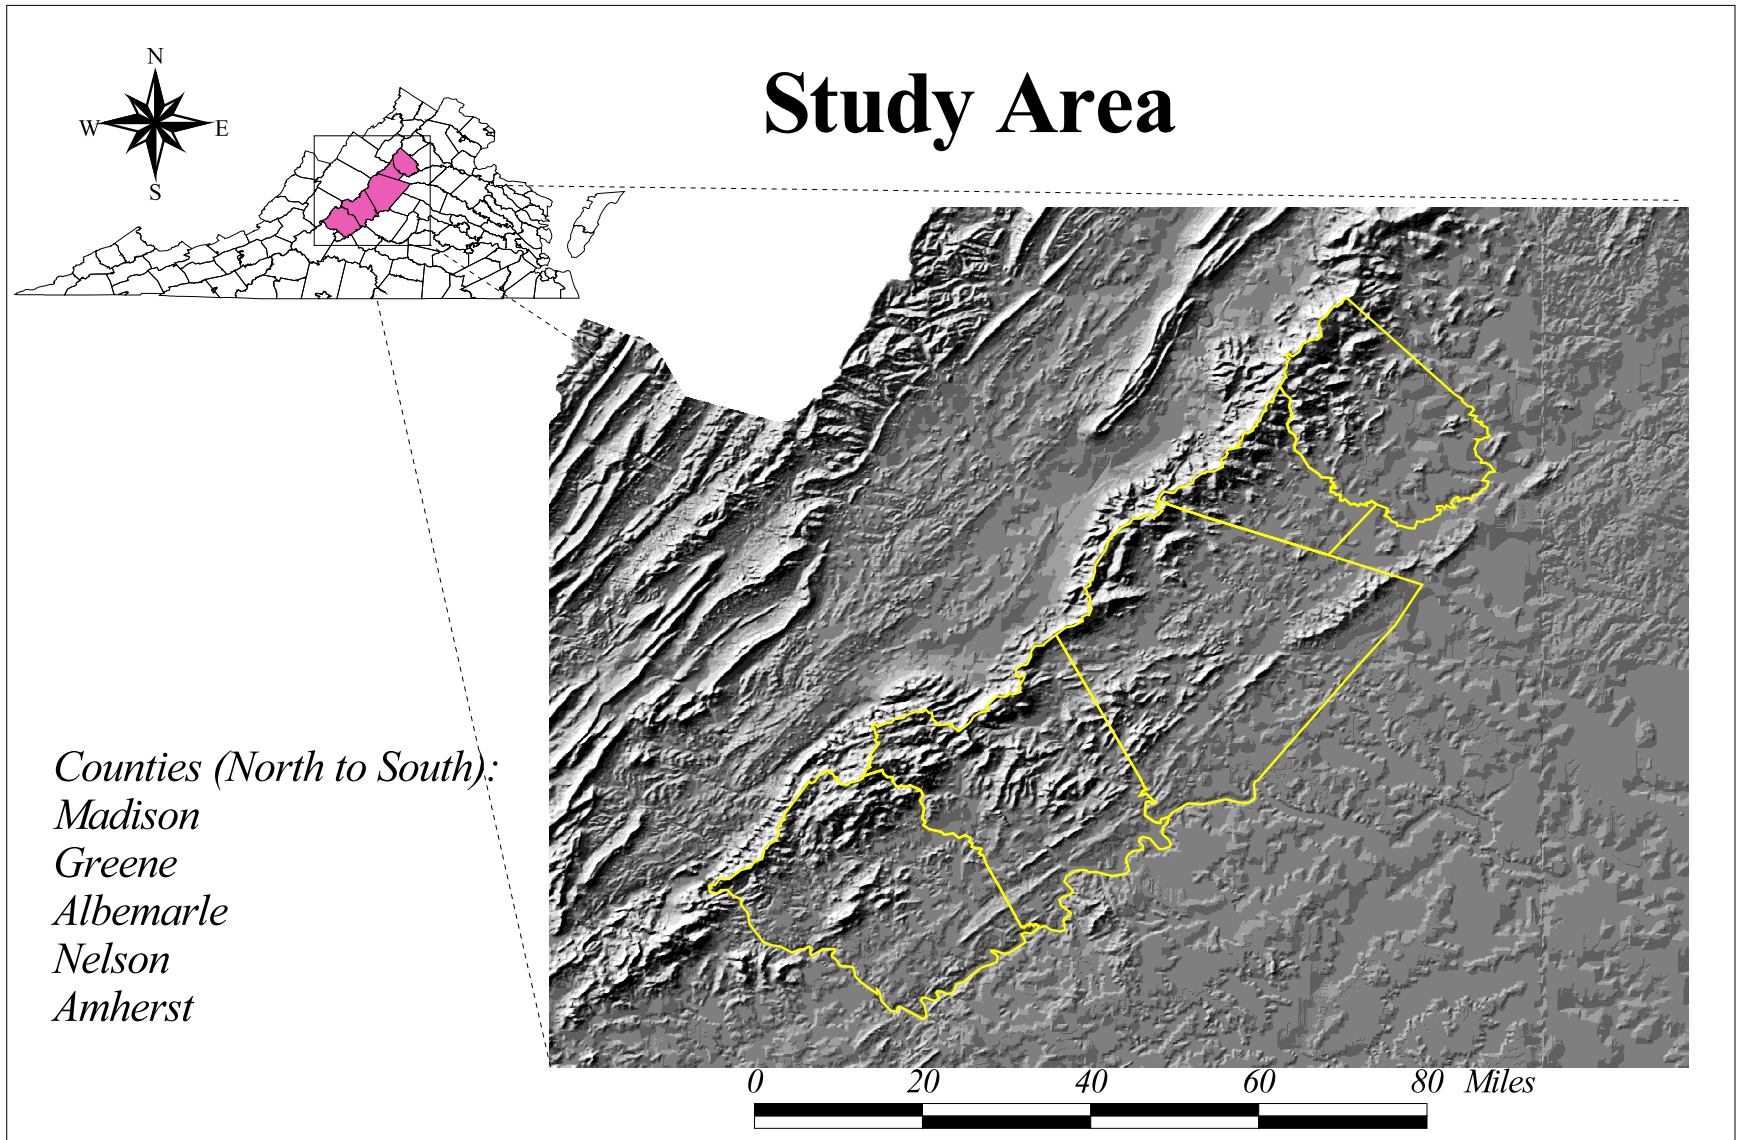 Study Area
N
W
E
S
Counties (North to South):
Madison
Greene
Albemarle
Nelson
Amherst
0 20 40 60 80 Miles